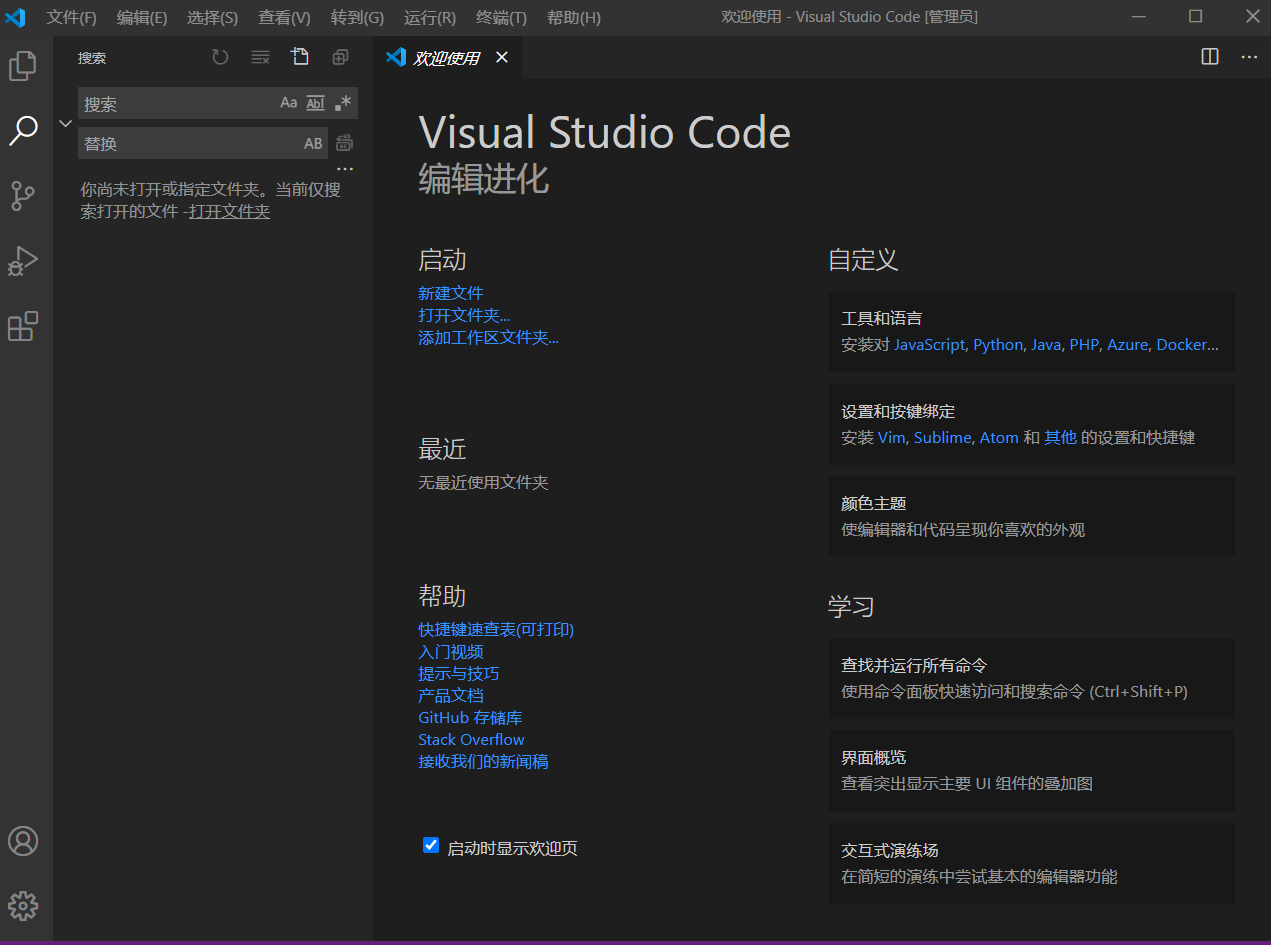 文件(F) 编辑(E) 选择(S) 查看(V) 转到(G) 运行(R) 终端(T) 帮助(H) 欢迎使用 - Visual Studio Code [管理员]
搜索
搜索 Aa Abl .*
替换 AB
...
你尚未打开或指定文件夹。当前仅搜
索打开的文件 -打开文件夹
欢迎使用
Visual Studio Code
编辑进化
启动
新建文件
打开文件夹...
添加工作区文件夹...
最近
无最近使用文件夹
帮助
快捷键速查表(可打印)
入门视频
提示与技巧
产品文档
GitHub 存储库
Stack Overflow
接收我们的新闻稿
启动时显示欢迎页
自定义
工具和语言
安装对 JavaScript, Python, Java, PHP, Azure, Docker...
设置和按键绑定
安装 Vim, Sublime, Atom 和 其他 的设置和快捷键
颜色主题
使编辑器和代码呈现你喜欢的外观
学习
查找并运行所有命令
使用命令面板快速访问和搜索命令 (Ctrl+Shift+P)
界面概览
查看突出显示主要 UI 组件的叠加图
交互式演练场
在简短的演练中尝试基本的编辑器功能